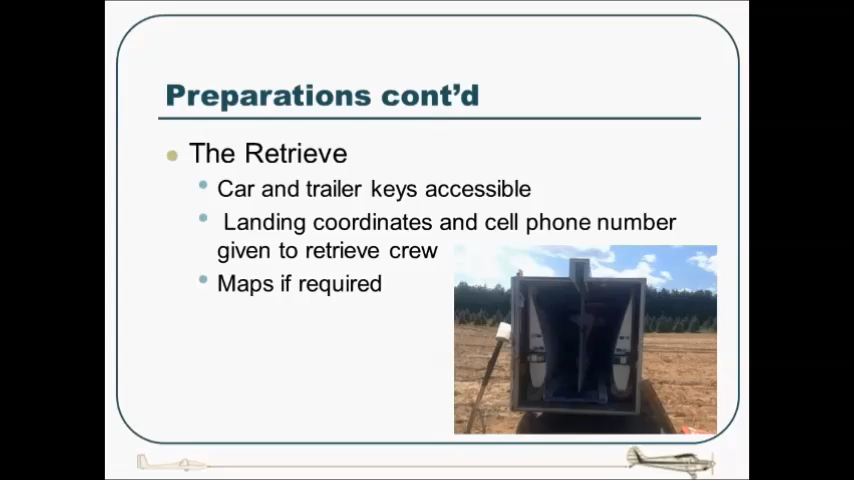 Preparations cont'd
The Retrieve
Car and trailer keys accessible
Landing coordinates and cell phone number
given to retrieve crew
Maps if required